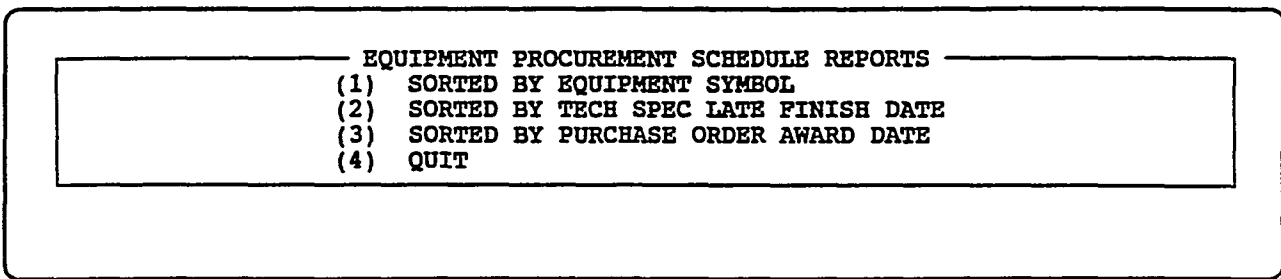 EQUIPMENT PROCUREMENT SCHEDULE REPORTS
(1) SORTED BY EQUIPMENT SYMBOL
(2) SORTED BY TECH SPEC LATE FINISH DATE
(3) SORTED BY PURCHASE ORDER AWARD DATE
(4) QUIT